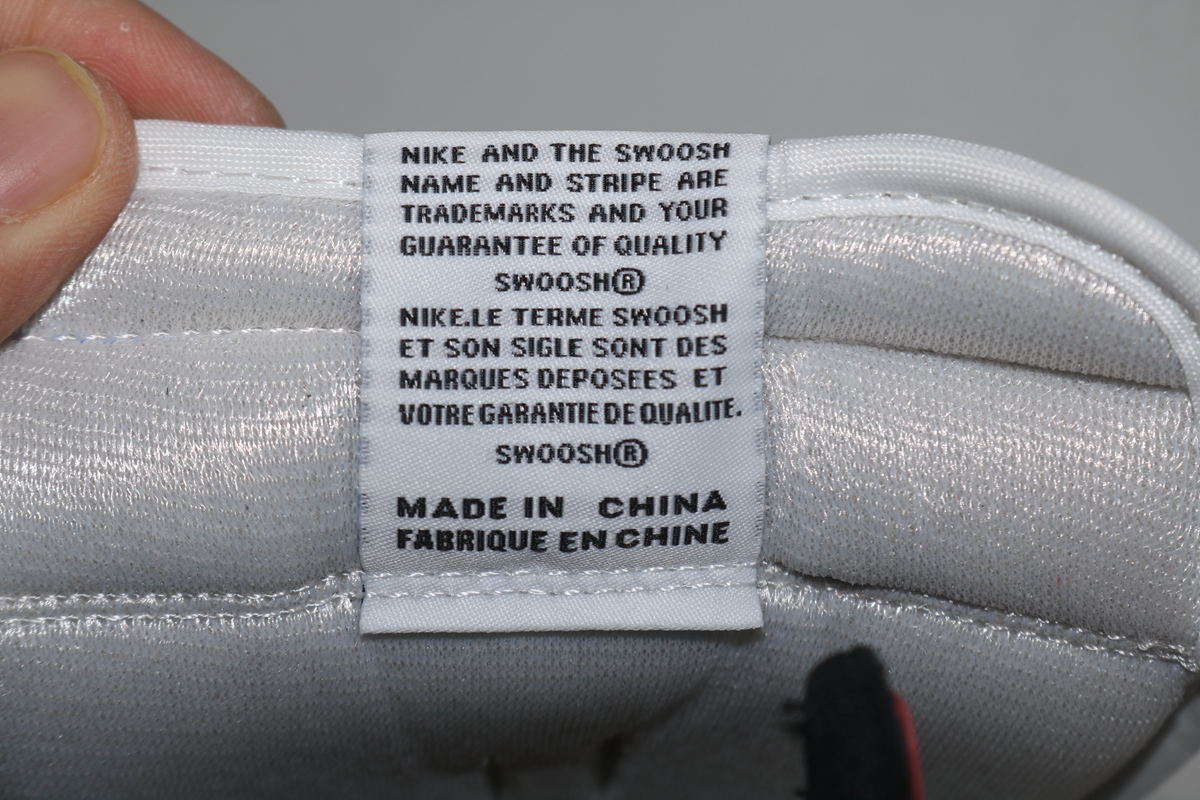 NIKE AND THE SWOOSH
NAME AND STRIPE ARE
TRADEMARKS AND YOUR
GUARANTEE OF QUALITY
SWOOSH®
NIKE.LE TERME SWOOSH
ET SON SIGLE SONT DES
MARQUES DEPOSEES ET
VOTRE GARANTIE DE QUALITE.
SWOOSH®
MADE IN CHINA
FABRIQUE EN CHINE